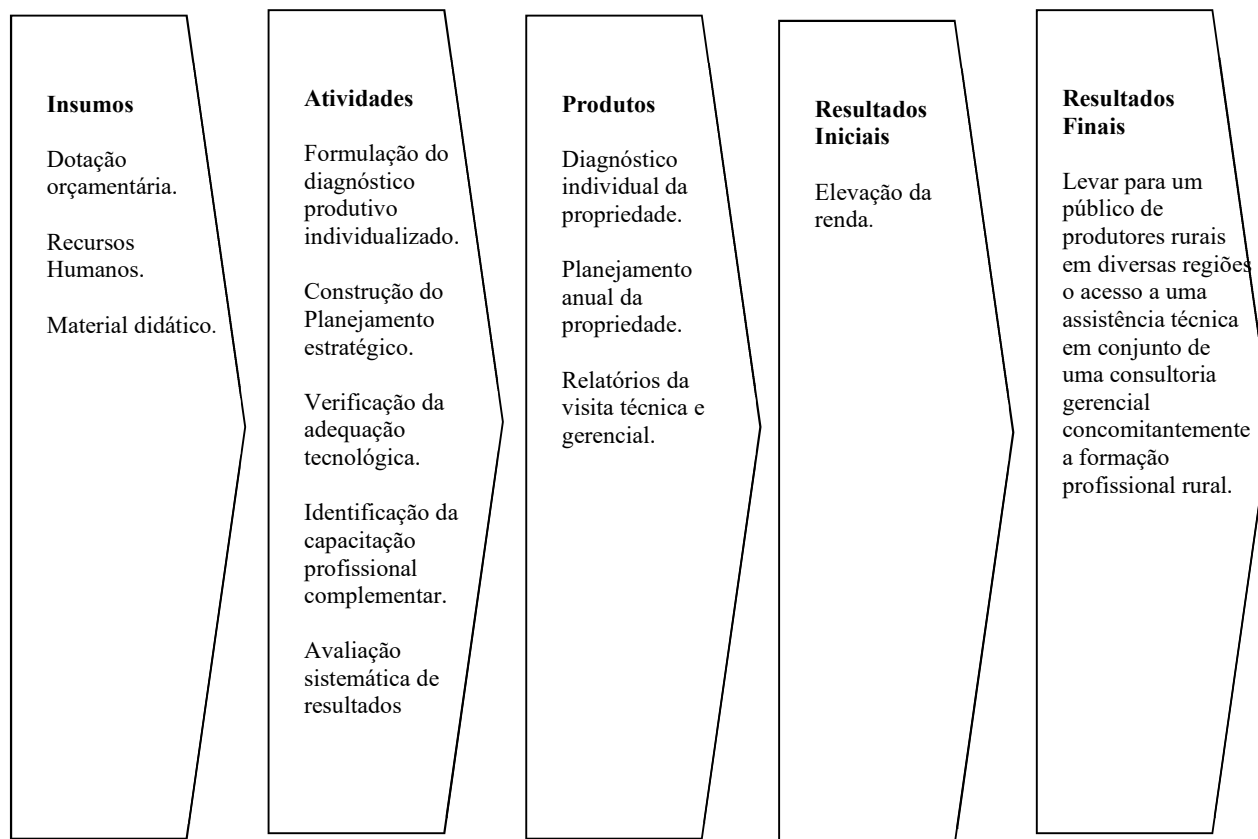 Insumos
Dotação
orçamentária.
Recursos
Humanos.
Material didático.
Atividades
Formulação do
diagnóstico
produtivo
individualizado.
Construção do
Planejamento
estratégico.
Verificação da
adequação
tecnológica.
Identificação da
capacitação
profissional
complementar.
Avaliação
sistemática de
resultados
Produtos
Diagnóstico
individual da
propriedade.
Planejamento
anual da
propriedade.
Relatórios da
visita técnica e
gerencial.
Resultados
Iniciais
Elevação da
renda.
Resultados
Finais
Levar para um
público de
produtores rurais
em diversas regiões
o acesso a uma
assistência técnica
em conjunto de
uma consultoria
gerencial
concomitantemente
a formação
profissional rural.